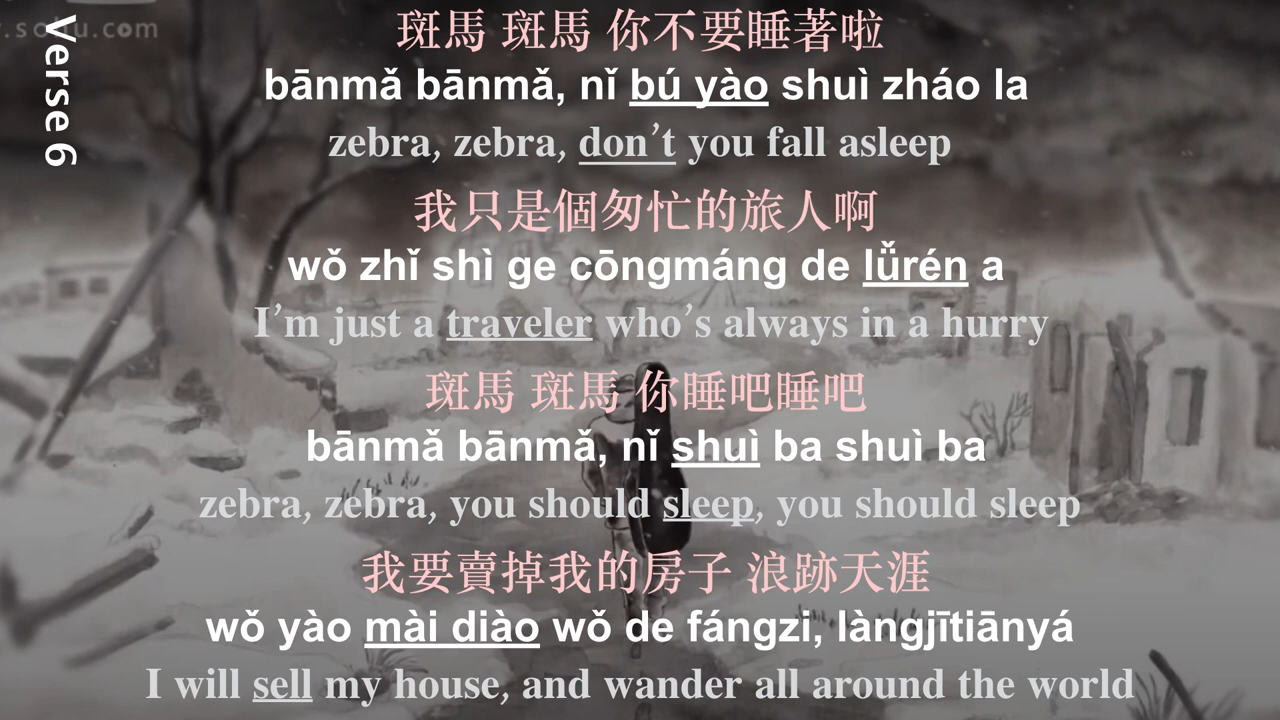 .sohu.com
Verse 6
斑馬 斑馬 你不要睡著啦
bānmǎ bānmǎ, nǐ bú yào shuì zháo la
zebra, zebra, don’t you fall asleep
我只是個匆忙的旅人啊
wǒ zhǐ shì ge cōngmáng de lǚrén a
I’m just a traveler who’s always in a hurry
斑馬 斑馬 你睡吧睡吧
bānmǎ bānmǎ, nǐ shuì ba shuì ba
zebra, zebra, you should sleep, you should sleep
我要賣掉我的房子 浪跡天涯
wǒ yào mài diào wǒ de fángzi, làngjītiānyá
I will sell my house, and wander all around the world